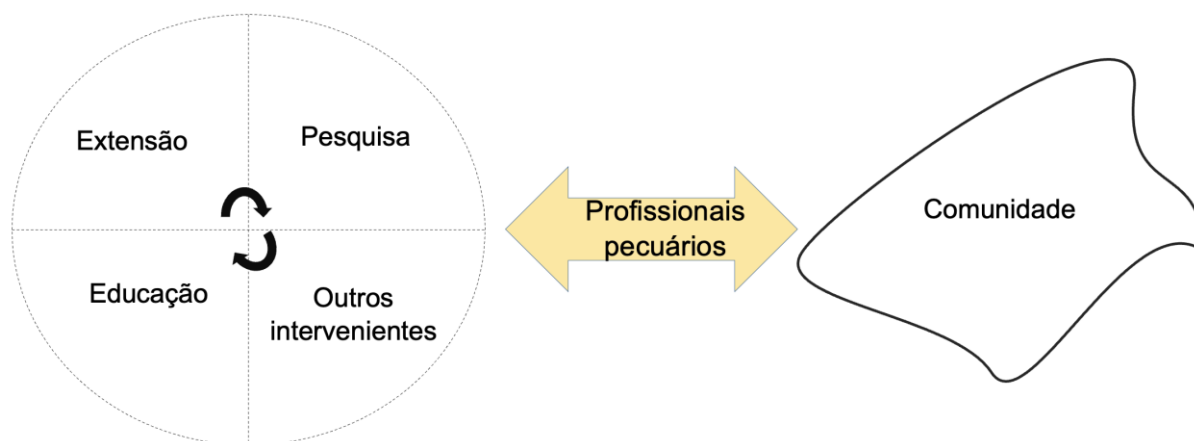 Extensão
Pesquisa
Educação
Outros
intervenientes
Profissionais
pecuários
Comunidade